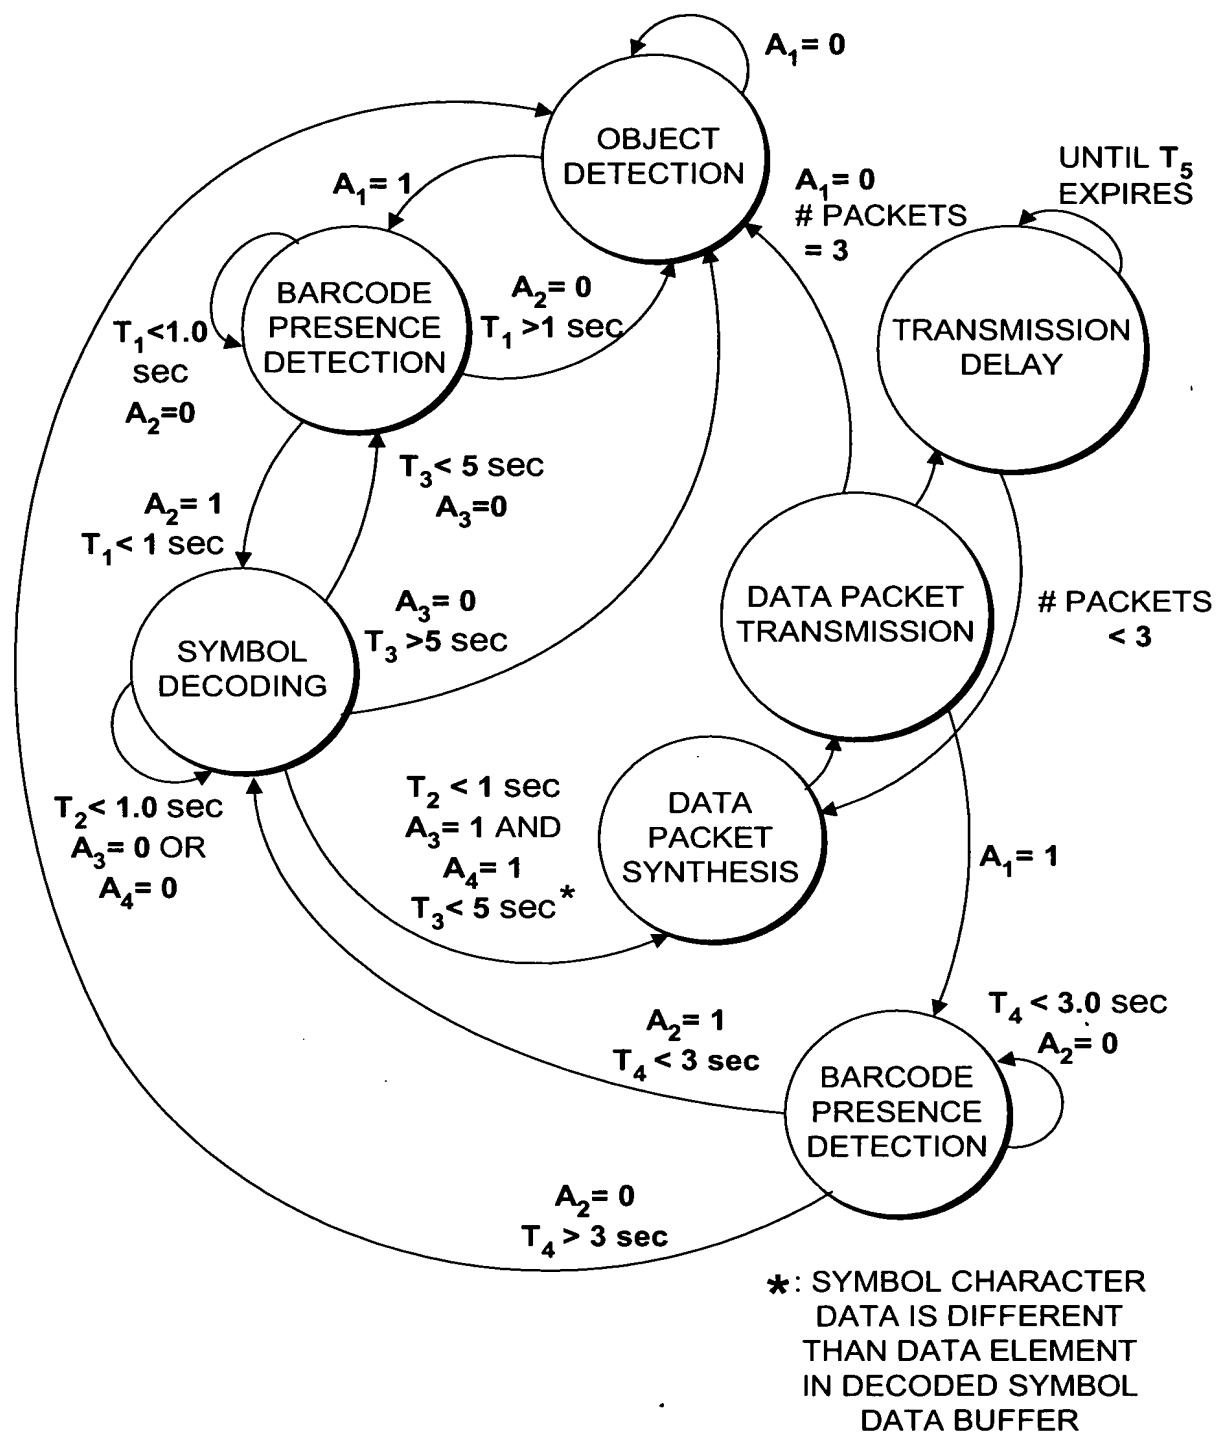 A₁= 0
OBJECT
DETECTION
UNTIL T₅
EXPIRES
A₁= 1
A₁= 0
# PACKETS
= 3
BARCODE
PRESENCE
DETECTION
A₂= 0
T₁ >1 sec
TRANSMISSION
DELAY
T₁<1.0
sec
A₂=0
T₃< 5 sec
A₃=0
A₂= 1
T₁< 1 sec
DATA PACKET
TRANSMISSION
# PACKETS
< 3
A₃= 0
T₃ >5 sec
SYMBOL
DECODING
T₂< 1.0 sec
A₃= 0 OR
A₄= 0
T₂ < 1 sec
A₃= 1 AND
A₄= 1
T₃< 5 sec*
DATA
PACKET
SYNTHESIS
A₁= 1
T₄ < 3.0 sec
A₂= 0
A₂= 1
T₄ < 3 sec
BARCODE
PRESENCE
DETECTION
A₂= 0
T₄ > 3 sec
*: SYMBOL CHARACTER
DATA IS DIFFERENT
THAN DATA ELEMENT
IN DECODED SYMBOL
DATA BUFFER